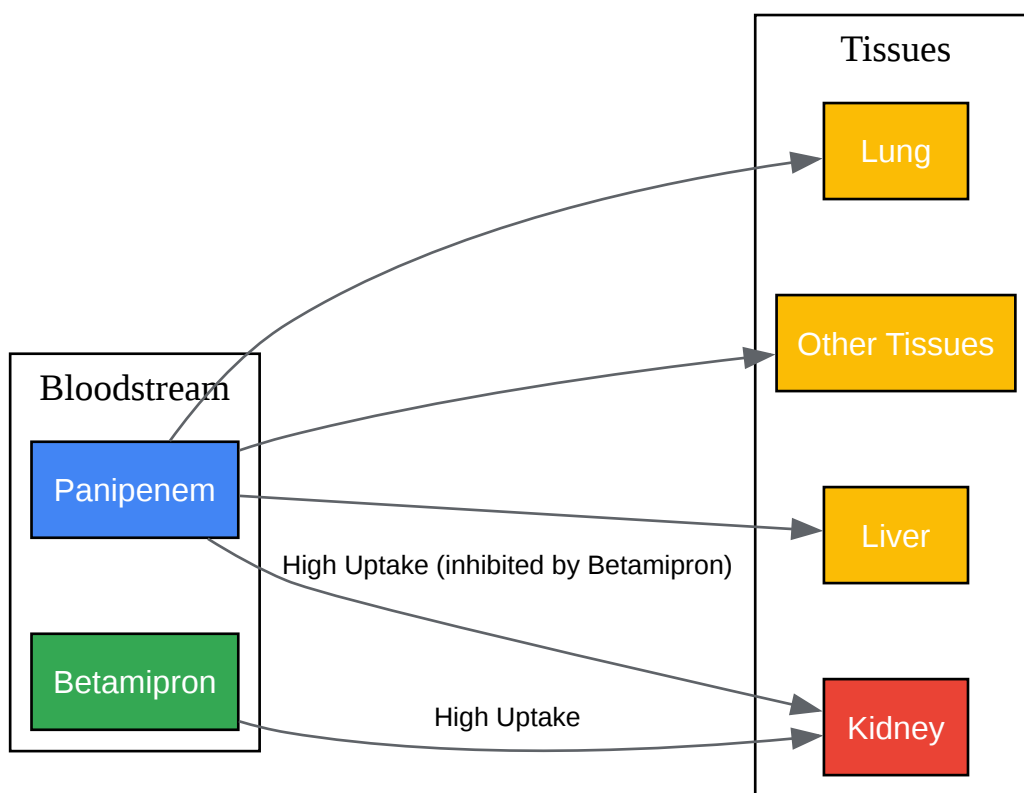 Tissues
Lung
Other Tissues
Bloodstream
Panipenem
Liver
High Uptake (inhibited by Betamipron)
Betamipron
High Uptake
Kidney